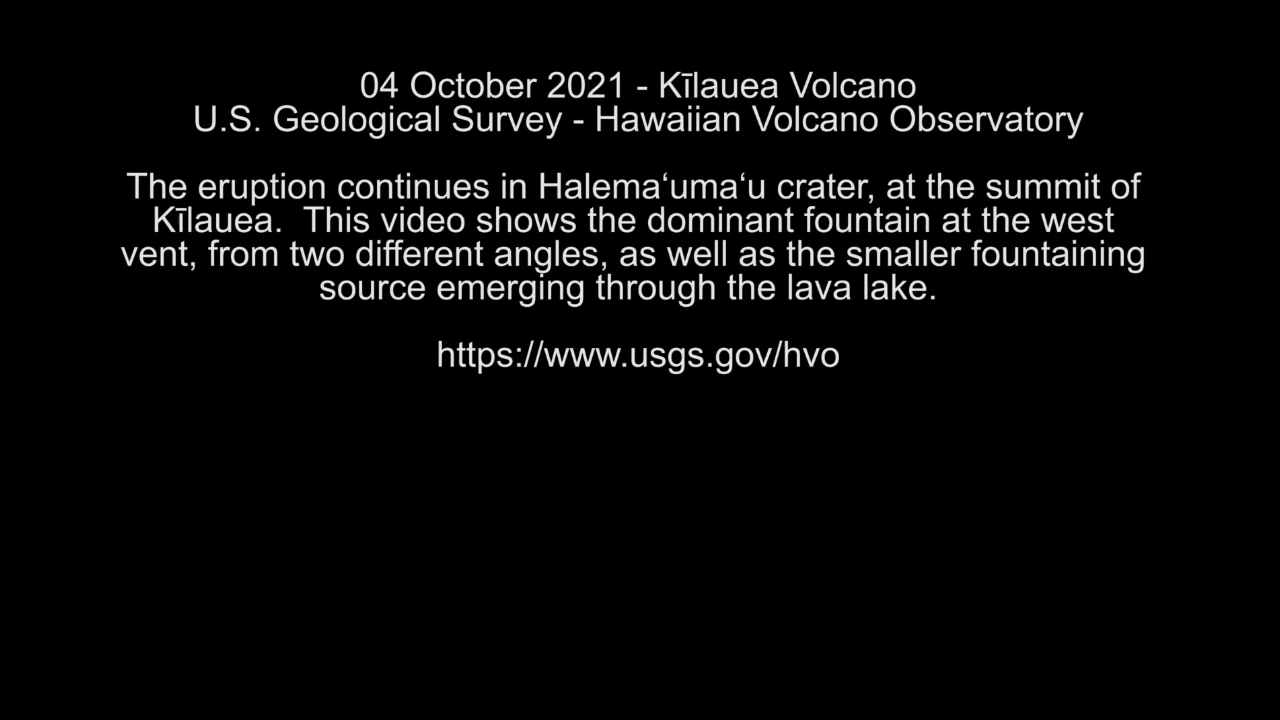 04 October 2021 - Kīlauea Volcano
U.S. Geological Survey - Hawaiian Volcano Observatory
The eruption continues in Halema‘uma‘u crater, at the summit of
Kīlauea.  This video shows the dominant fountain at the west
vent, from two different angles, as well as the smaller fountaining
source emerging through the lava lake.
https://www.usgs.gov/hvo